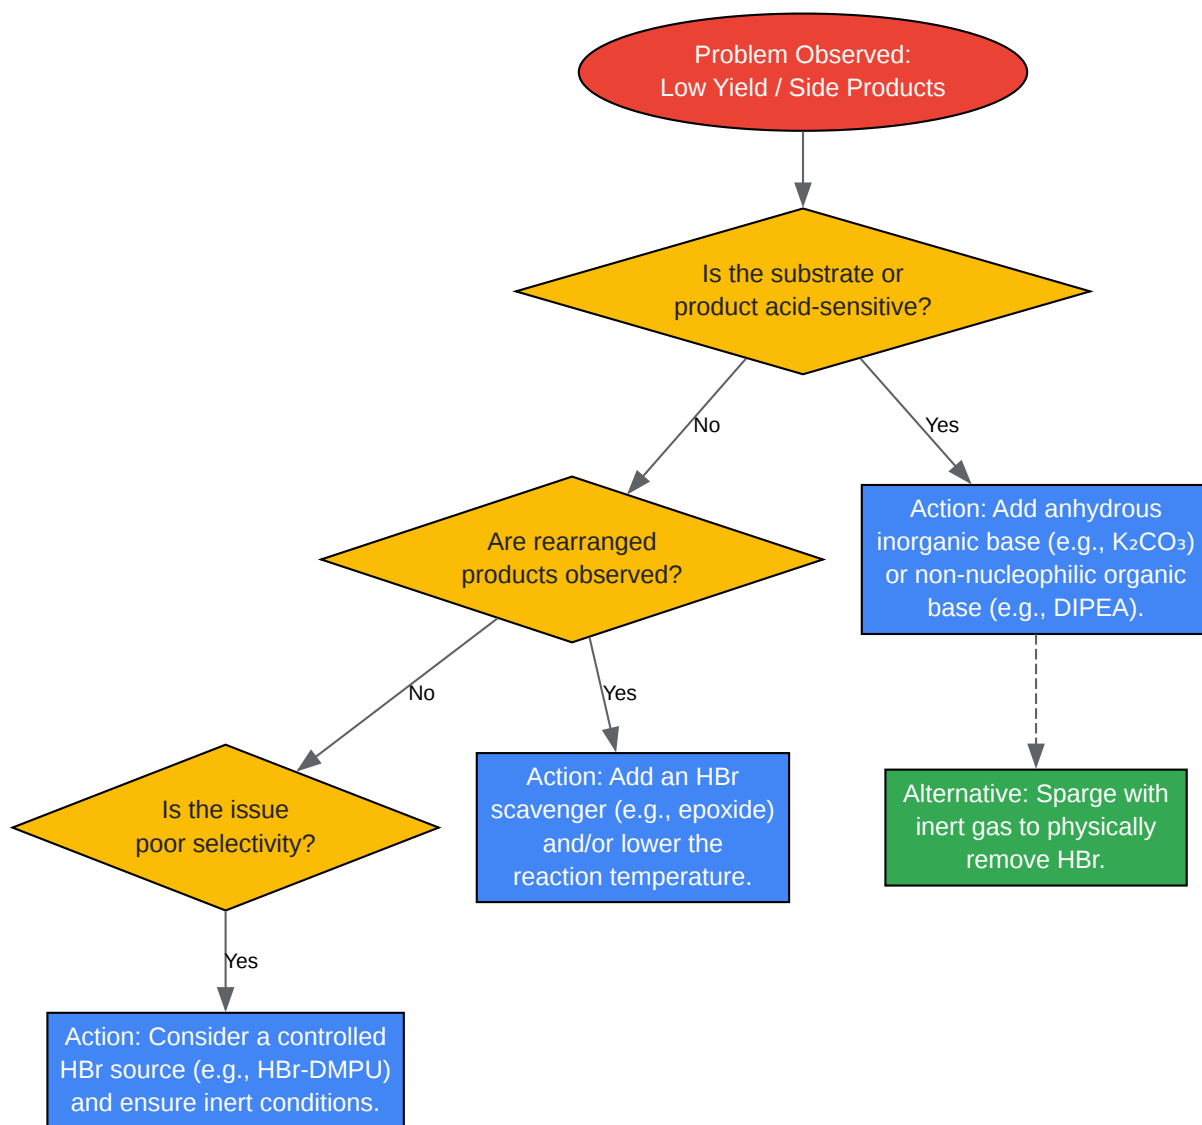 Problem Observed:
Low Yield / Side Products
Is the substrate or
product acid-sensitive?
No
Yes
Are rearranged
products observed?
Action: Add anhydrous
inorganic base (e.g., K₂CO₃)
or non-nucleophilic organic
base (e.g., DIPEA).
No
Yes
Is the issue
poor selectivity?
Action: Add an HBr
scavenger (e.g., epoxide)
and/or lower the
reaction temperature.
Alternative: Sparge with
inert gas to physically
remove HBr.
Yes
Action: Consider a controlled
HBr source (e.g., HBr-DMPU)
and ensure inert conditions.